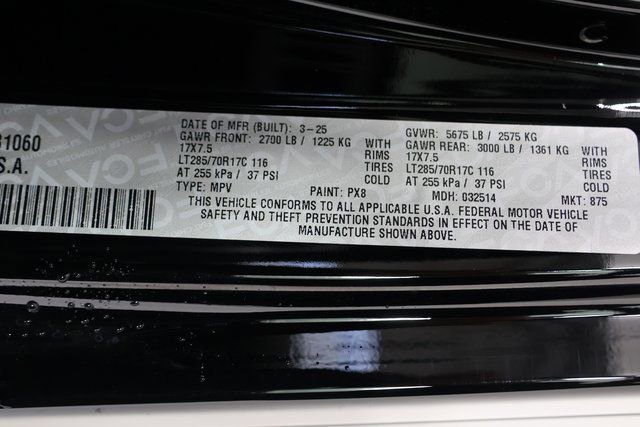 31060
S.A.
DATE OF MFR (BUILT): 3-25 GVWR: 5675 LB / 2575 KG
GAWR FRONT: 2700 LB / 1225 KG WITH GAWR REAR: 3000 LB / 1361 KG WITH
17X7.5 RIMS 17X7.5 RIMS
LT285/70R17C 116 TIRES LT285/70R17C 116 TIRES
AT 255 kPa / 37 PSI COLD AT 255 kPa / 37 PSI COLD
TYPE: MPV PAINT: PX8 MDH: 032514 MKT: 875
THIS VEHICLE CONFORMS TO ALL APPLICABLE U.S.A. FEDERAL MOTOR VEHICLE
SAFETY AND THEFT PREVENTION STANDARDS IN EFFECT ON THE DATE OF
MANUFACTURE SHOWN ABOVE.